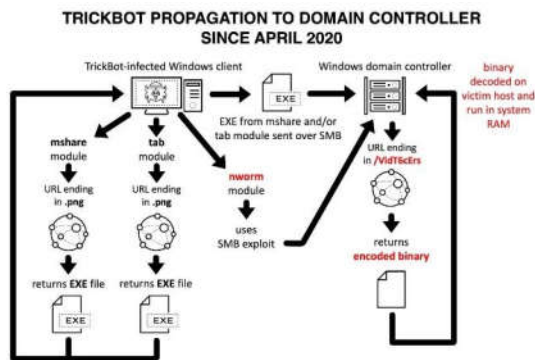 TRICKBOT PROPAGATION TO DOMAIN CONTROLLER
SINCE APRIL 2020
TrickBot-infected Windows client
Windows domain controller
binary
decoded on
victim host and
run in system
RAM
EXE
EXE from mshare and/or
tab module sent over SMB
mshare
module
URL ending
in .png
returns EXE file
EXE
tab
module
URL ending
in .png
returns EXE file
EXE
nworm
module
uses
SMB exploit
URL ending
in /VidT6cErs
returns
encoded binary